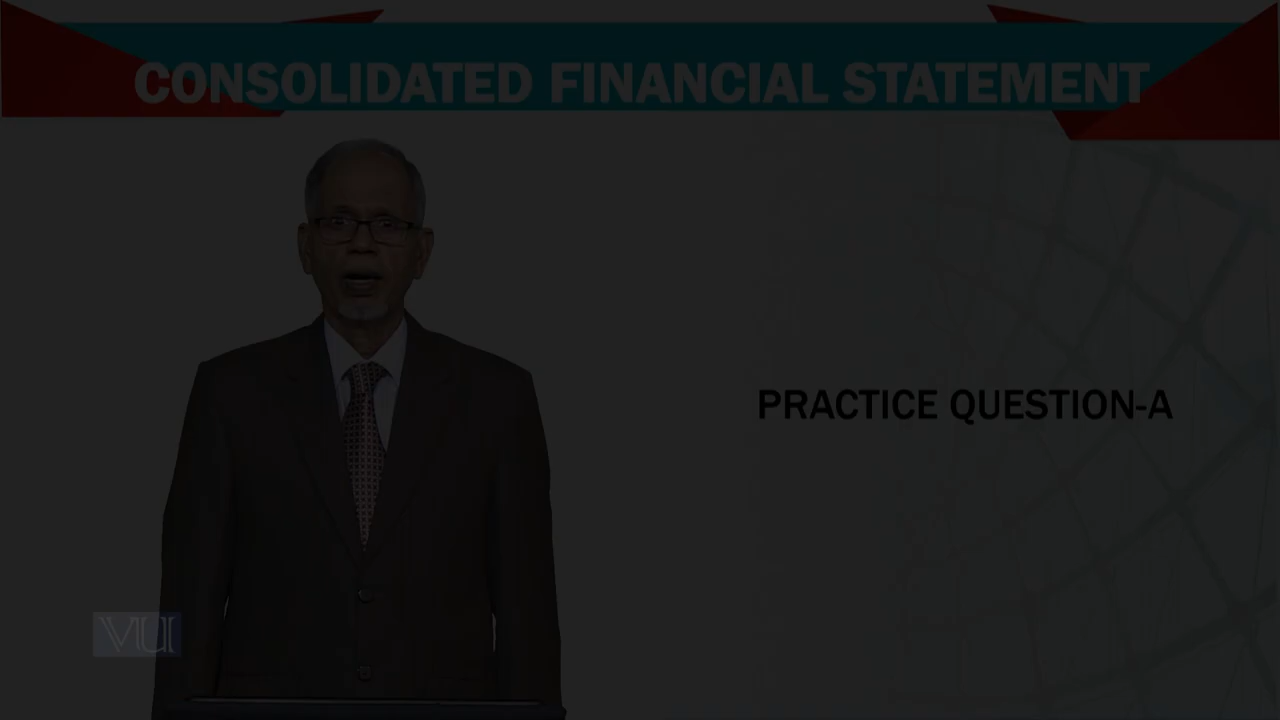 CONSOLIDATED FINANCIAL STATEMENT
PRACTICE QUESTION-A
VU